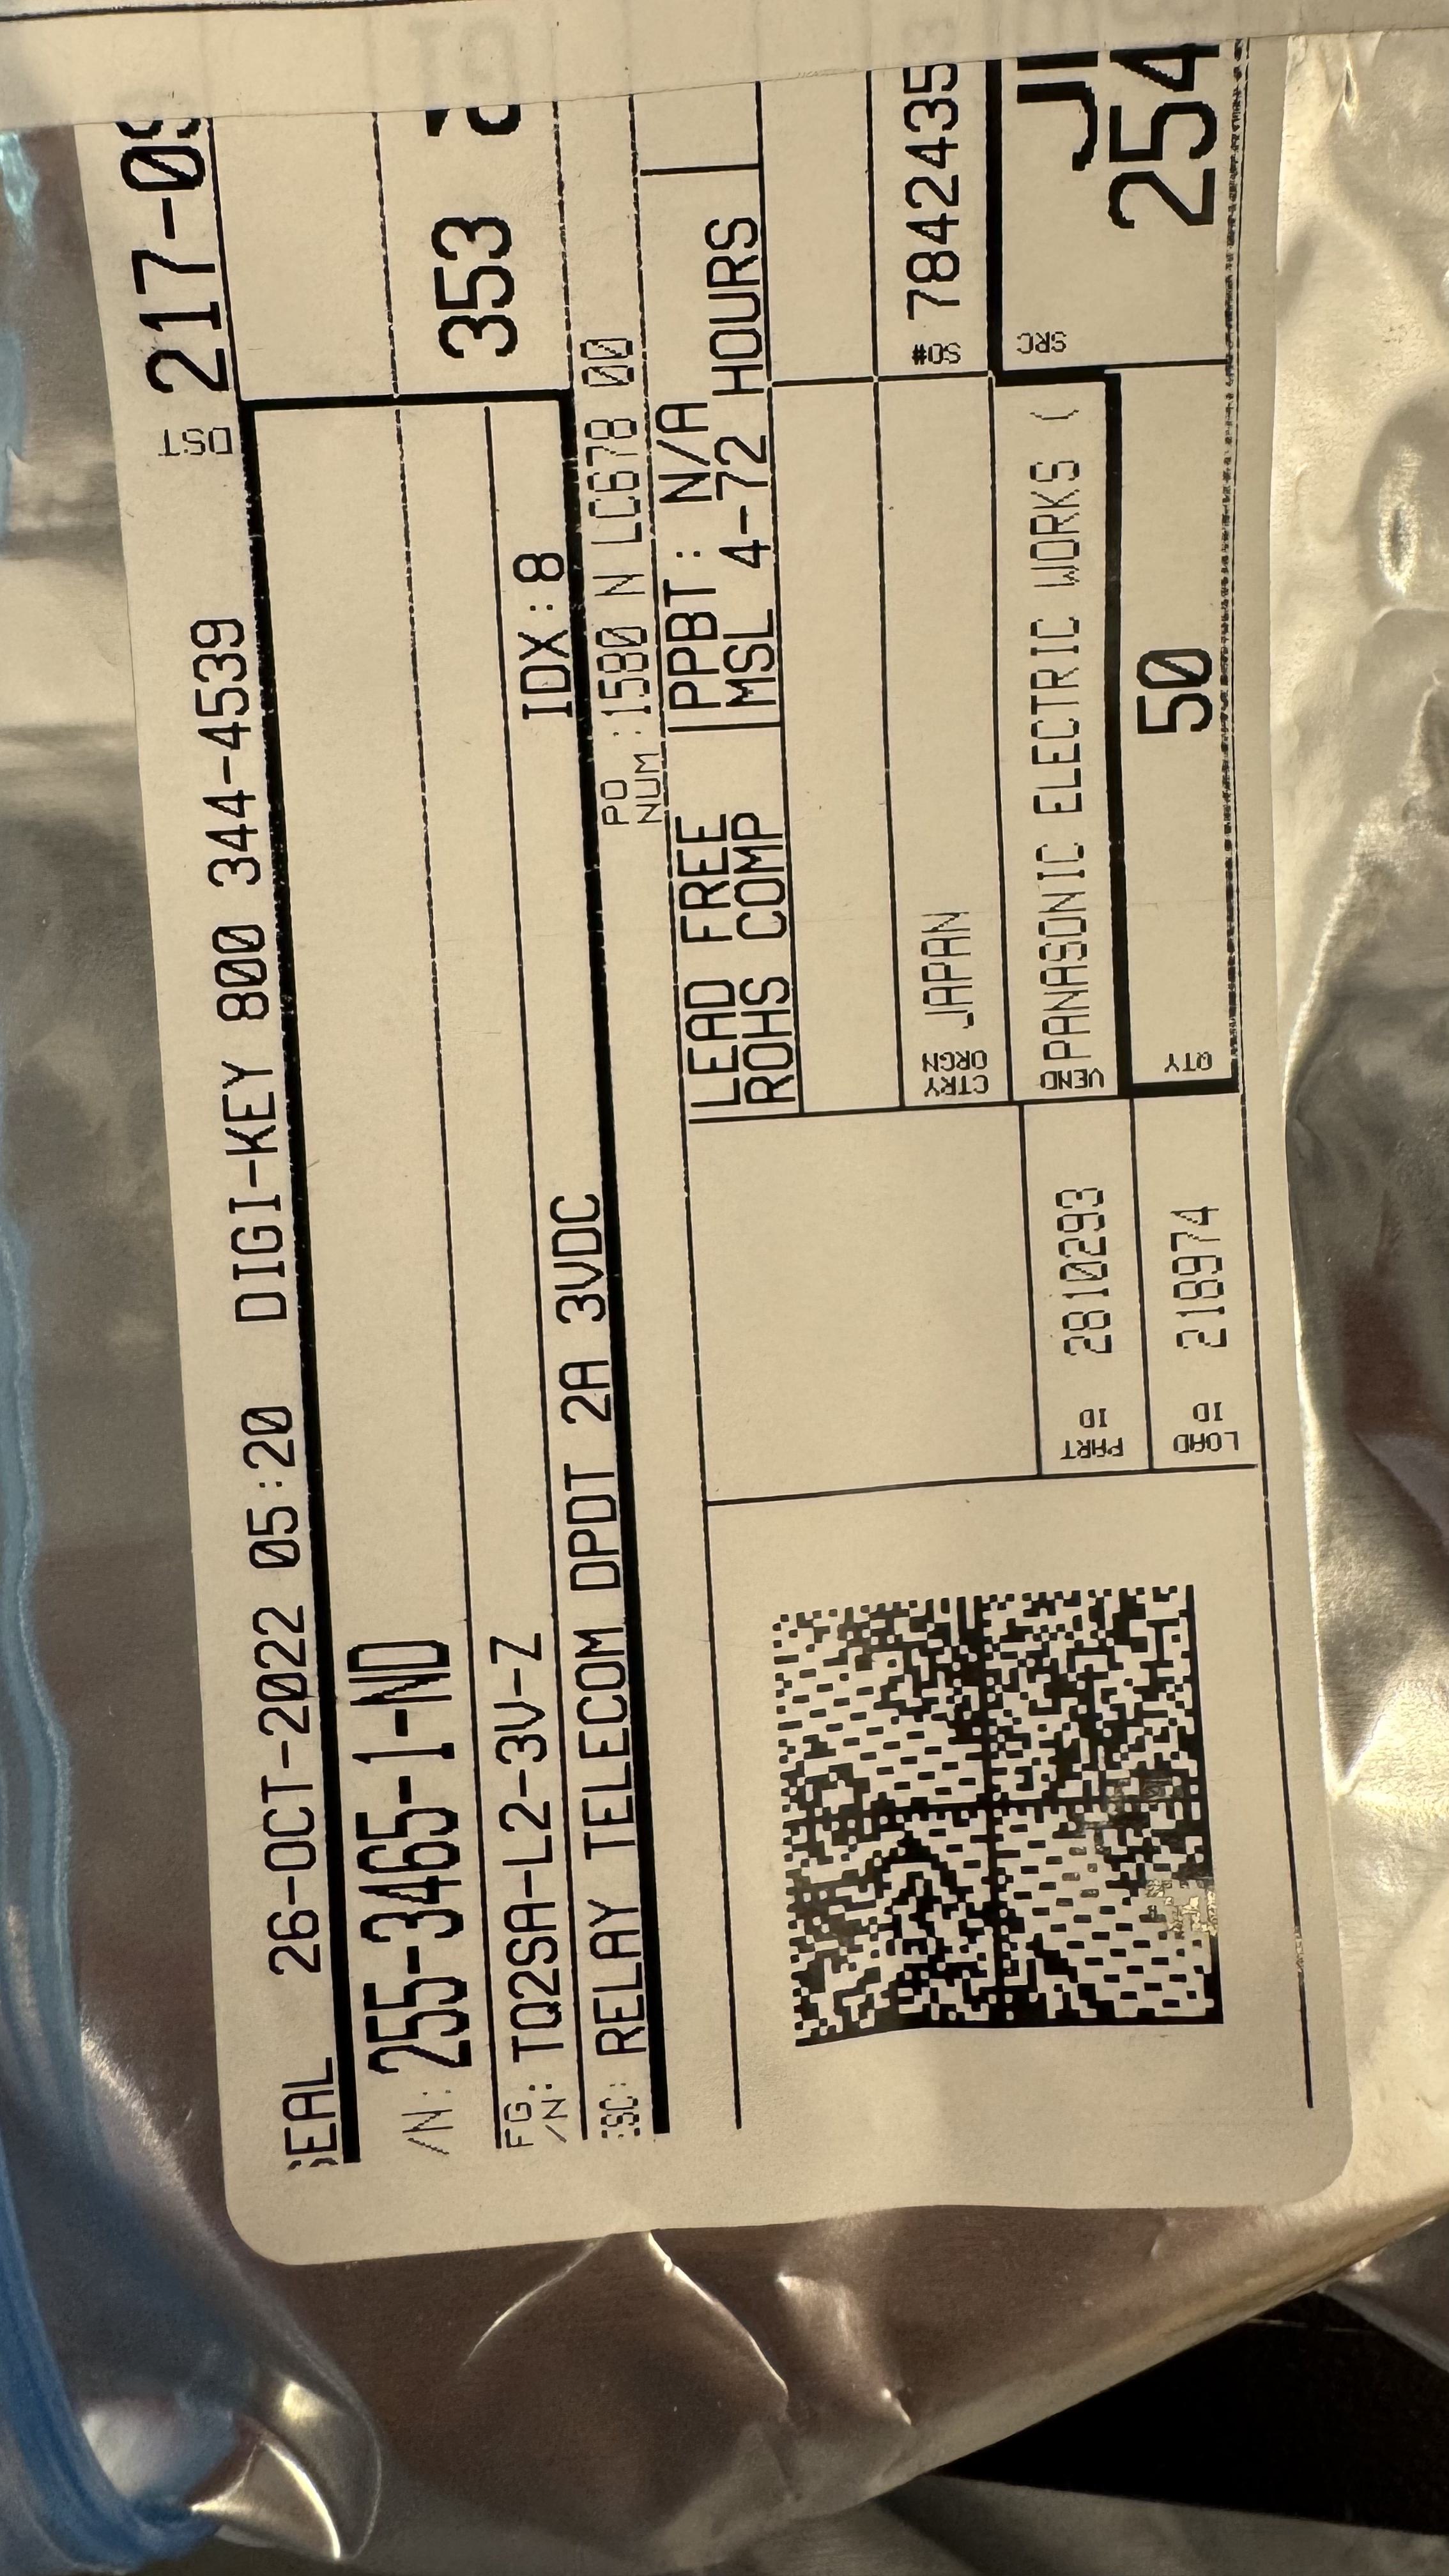 SEAL 26-OCT-2022 05:20 DIGI-KEY 800 344-4539
DST 217-09
/N: 255-3465-1-ND
353
FG
/N: TQ2SA-L2-3V-Z IDX:8
SC: RELAY TELECOM DPDT 2A 3VDC
PO
NUM :1580 N LC678 00
LEAD FREE PPBT: N/A
ROHS COMP MSL 4-72 HOURS
CTRY
ORGN JAPAN
SO# 7842435
PART
ID 2810293
VEND PANASONIC ELECTRIC WORKS (
SRC
LOAD
ID 218974
QTY 50
254